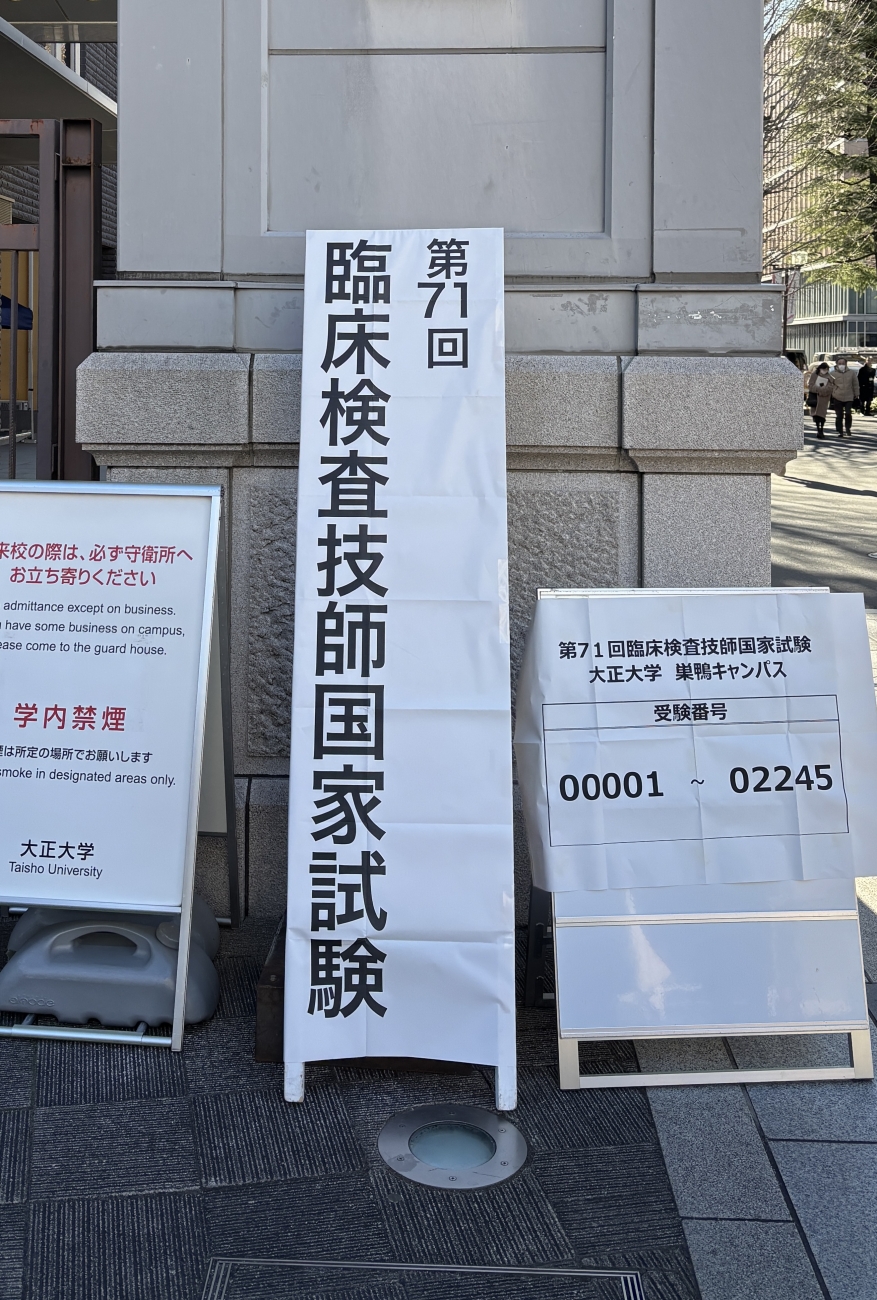 来校の際は、必ず守衛所へ
お立ち寄りください
admittance except on business.
have some business on campus,
come to the guard house.
学内禁煙
は所定の場所でお願いします
smoke in designated areas only.
大正大学
Taisho University
第71回
臨床検査技師国家試験
第71回臨床検査技師国家試験
大正大学 巣鴨キャンパス
受験番号
00001 ~ 02245